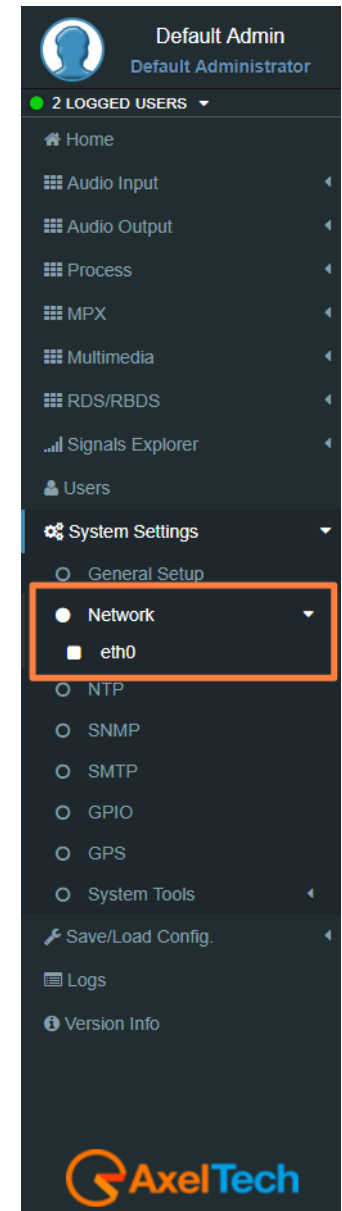 Default Admin
Default Administrator
2 LOGGED USERS
Home
Audio Input
Audio Output
Process
MPX
Multimedia
RDS/RBDS
Signals Explorer
Users
System Settings
General Setup
Network
eth0
NTP
SNMP
SMTP
GPIO
GPS
System Tools
Save/Load Config.
Logs
Version Info
AxelTech